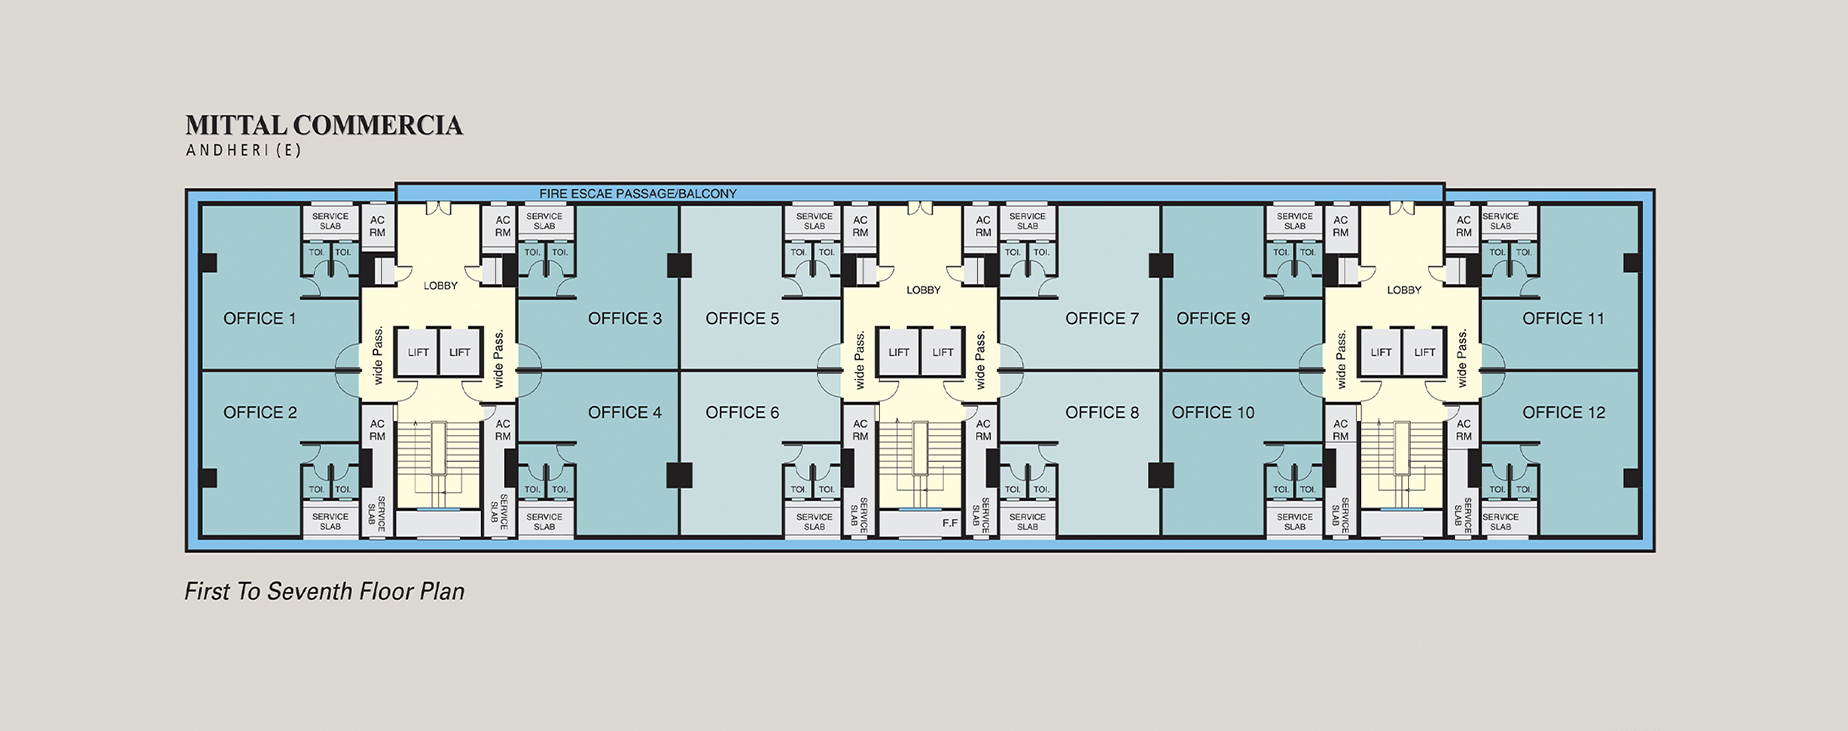 MITTAL COMMERCIA
ANDHERI (E)
FIRE ESCAE PASSAGE/BALCONY
SERVICE SLAB
AC RM
AC RM
SERVICE SLAB
SERVICE SLAB
AC RM
AC RM
SERVICE SLAB
SERVICE SLAB
AC RM
AC RM
SERVICE SLAB
TOI. TOI. TOI. TOI. TOI. TOI. TOI. TOI. TOI. TOI. TOI. TOI.
LOBBY LOBBY LOBBY
OFFICE 1 OFFICE 3 OFFICE 5 OFFICE 7 OFFICE 9 OFFICE 11
wide Pass. LIFT LIFT wide Pass. wide Pass. LIFT LIFT wide Pass. wide Pass. LIFT LIFT wide Pass.
OFFICE 2 OFFICE 4 OFFICE 6 OFFICE 8 OFFICE 10 OFFICE 12
AC RM
AC RM
AC RM
AC RM
AC RM
AC RM
TOI. TOI. TOI. TOI. TOI. TOI. TOI. TOI. TOI. TOI. TOI. TOI.
SERVICE SLAB
SERVICE SLAB
SERVICE SLAB
SERVICE SLAB
SERVICE SLAB
SERVICE SLAB
F.F
SERVICE SLAB
SERVICE SLAB
SERVICE SLAB
SERVICE SLAB
SERVICE SLAB
SERVICE SLAB
First To Seventh Floor Plan